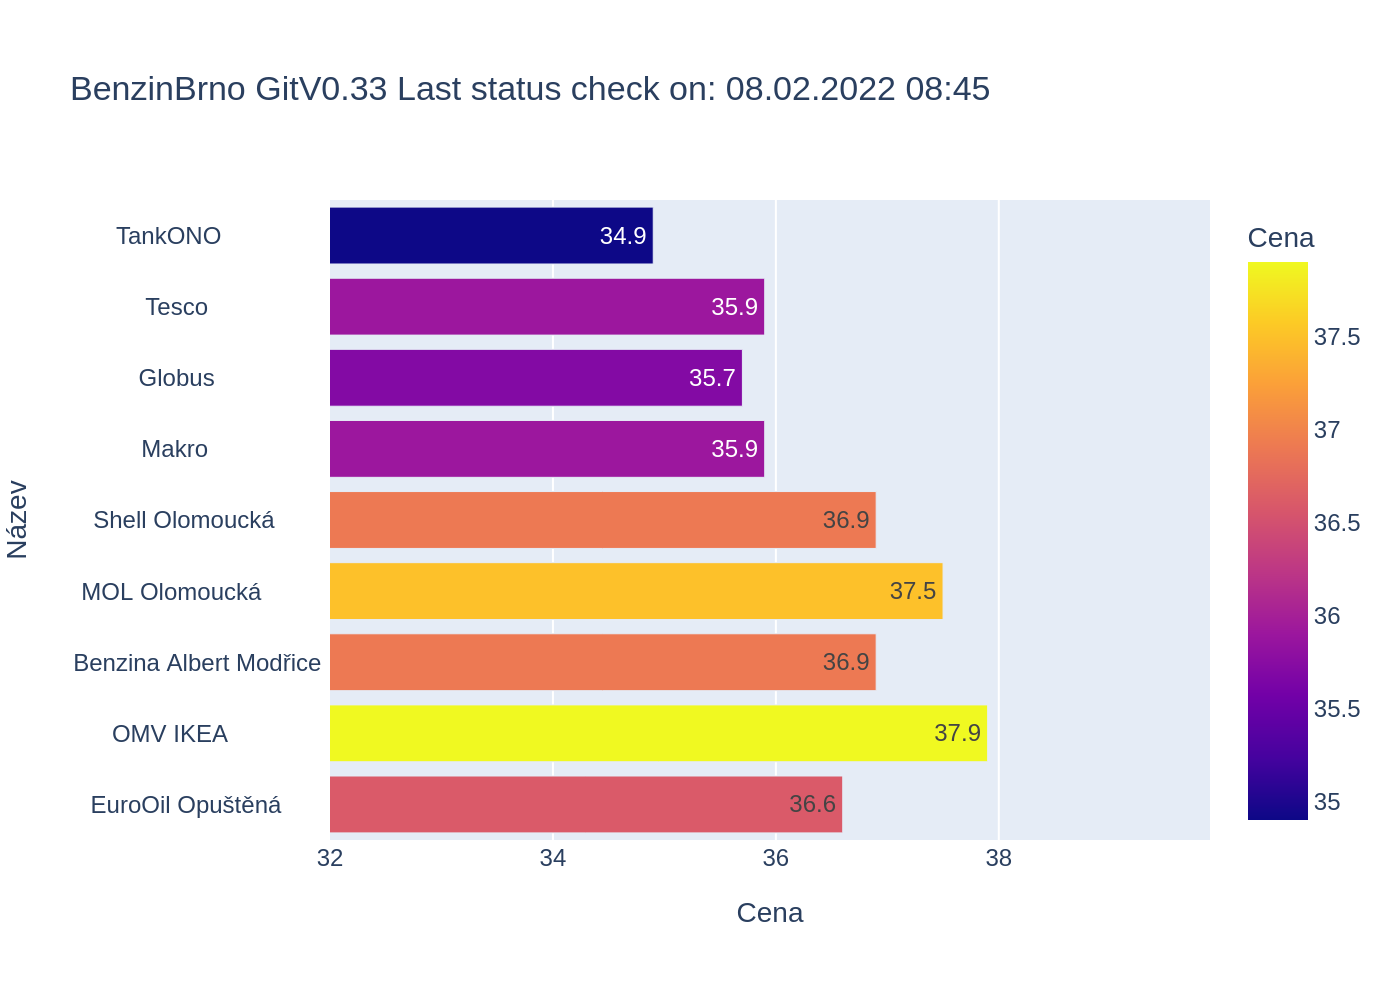 BenzinBrno GitV0.33 Last status check on: 08.02.2022 08:45
TankONO
34.9
Tesco
35.9
Globus
35.7
Makro
35.9
Shell Olomoucká
36.9
MOL Olomoucká
37.5
Benzina Albert Modřice
36.9
OMV IKEA
37.9
EuroOil Opuštěná
36.6
Název
32
34
36
38
Cena
Cena
37.5
37
36.5
36
35.5
35